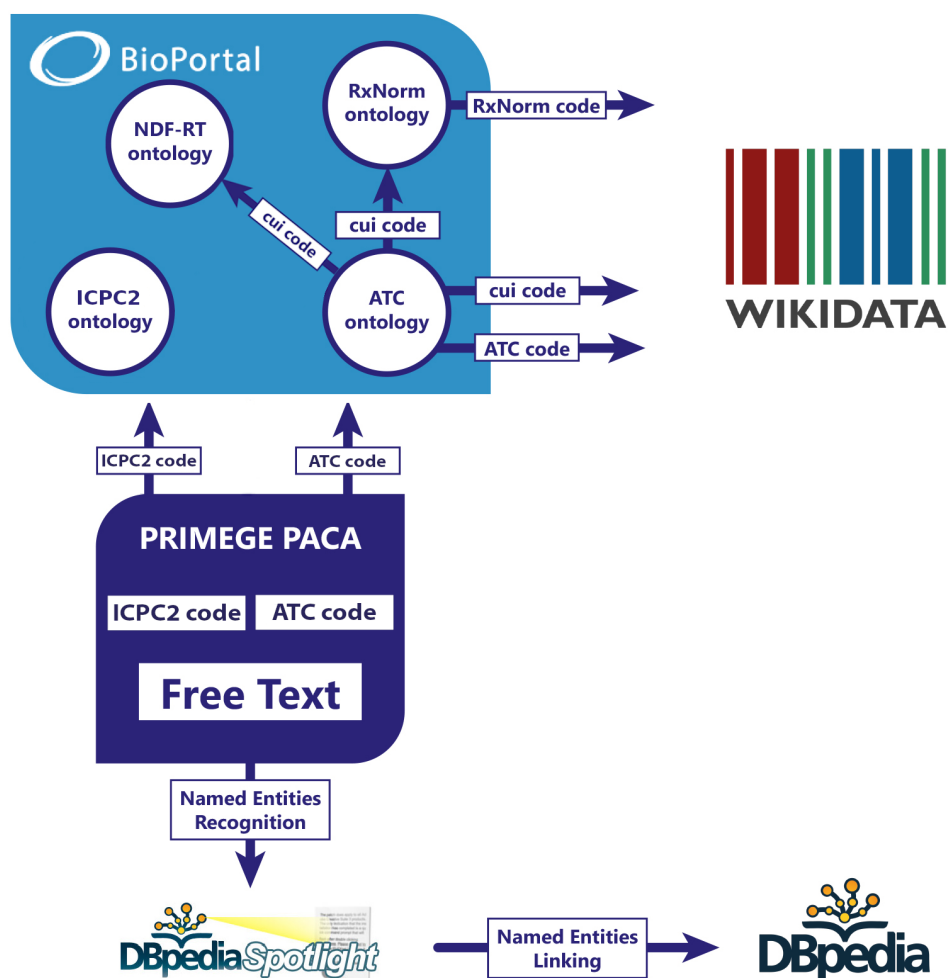 BioPortal
RxNorm
ontology
RxNorm code
NDF-RT
ontology
cui code
cui code
ICPC2
ontology
ATC
ontology
cui code
ATC code
WIKIDATA
ICPC2 code
ATC code
PRIMEGE PACA
ICPC2 code
ATC code
Free Text
Named Entities
Recognition
DBpedia Spotlight
Named Entities
Linking
DBpedia